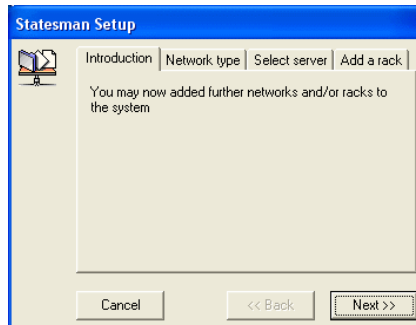 Statesman Setup
Introduction Network type Select server Add a rack
You may now added further networks and/or racks to
the system
Cancel << Back Next >>